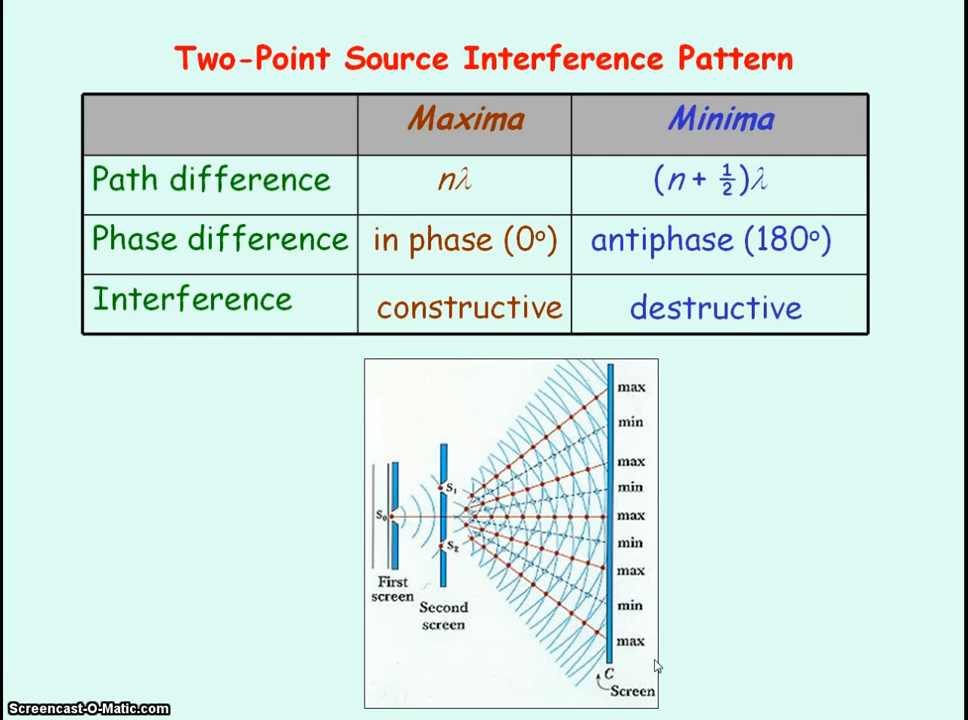 Two-Point Source Interference Pattern
Maxima Minima
Path difference nλ (n + ½)λ
Phase difference in phase (0º) antiphase (180º)
Interference constructive destructive
max
min
max
S₁ min
S₀ max
S₂ min
max
First
screen
Second min
screen
max
C
Screen
Screencast-O-Matic.com